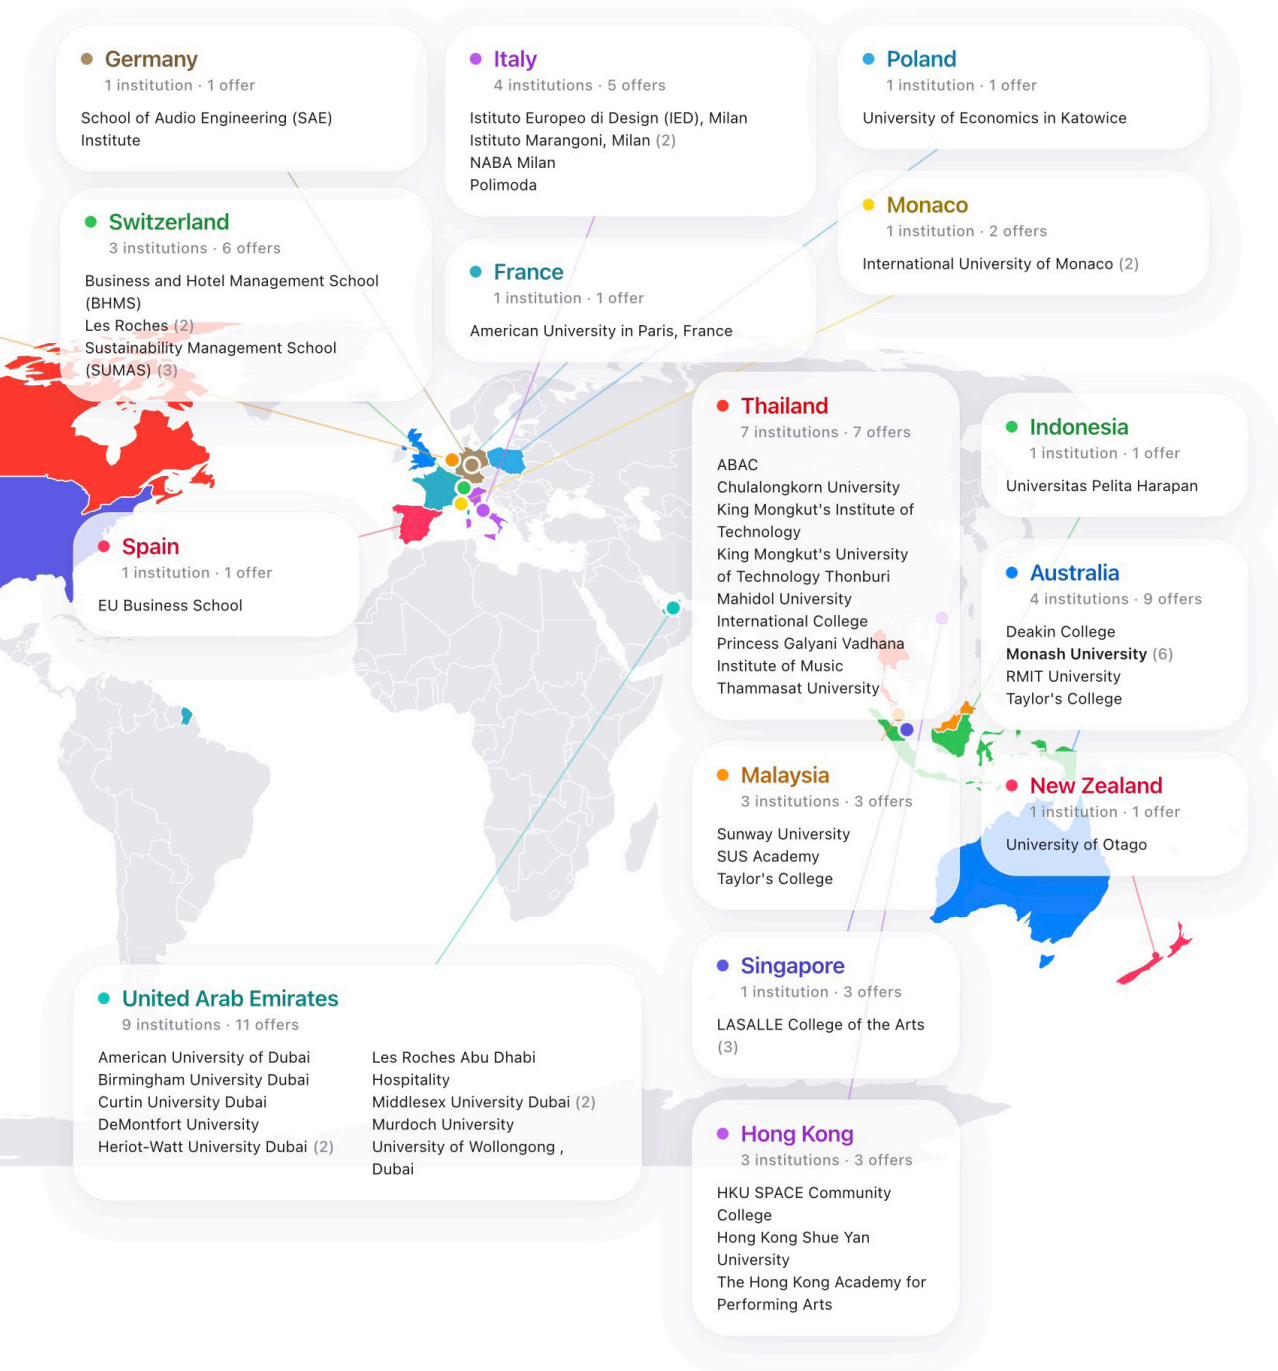 Germany
1 institution · 1 offer
School of Audio Engineering (SAE)
Institute
Italy
4 institutions · 5 offers
Istituto Europeo di Design (IED), Milan
Istituto Marangoni, Milan (2)
NABA Milan
Polimoda
Poland
1 institution · 1 offer
University of Economics in Katowice
Switzerland
3 institutions · 6 offers
Business and Hotel Management School
(BHMS)
Les Roches (2)
Sustainability Management School
(SUMAS) (3)
France
1 institution · 1 offer
American University in Paris, France
Monaco
1 institution · 2 offers
International University of Monaco (2)
Thailand
7 institutions · 7 offers
ABAC
Chulalongkorn University
King Mongkut's Institute of
Technology
King Mongkut's University
of Technology Thonburi
Mahidol University
International College
Princess Galyani Vadhana
Institute of Music
Thammasat University
Indonesia
1 institution · 1 offer
Universitas Pelita Harapan
Spain
1 institution · 1 offer
EU Business School
Australia
4 institutions · 9 offers
Deakin College
Monash University (6)
RMIT University
Taylor's College
Malaysia
3 institutions · 3 offers
Sunway University
SUS Academy
Taylor's College
New Zealand
1 institution · 1 offer
University of Otago
Singapore
1 institution · 3 offers
LASALLE College of the Arts
(3)
United Arab Emirates
9 institutions · 11 offers
American University of Dubai
Birmingham University Dubai
Curtin University Dubai
DeMontfort University
Heriot-Watt University Dubai (2)
Les Roches Abu Dhabi
Hospitality
Middlesex University Dubai (2)
Murdoch University
University of Wollongong ,
Dubai
Hong Kong
3 institutions · 3 offers
HKU SPACE Community
College
Hong Kong Shue Yan
University
The Hong Kong Academy for
Performing Arts